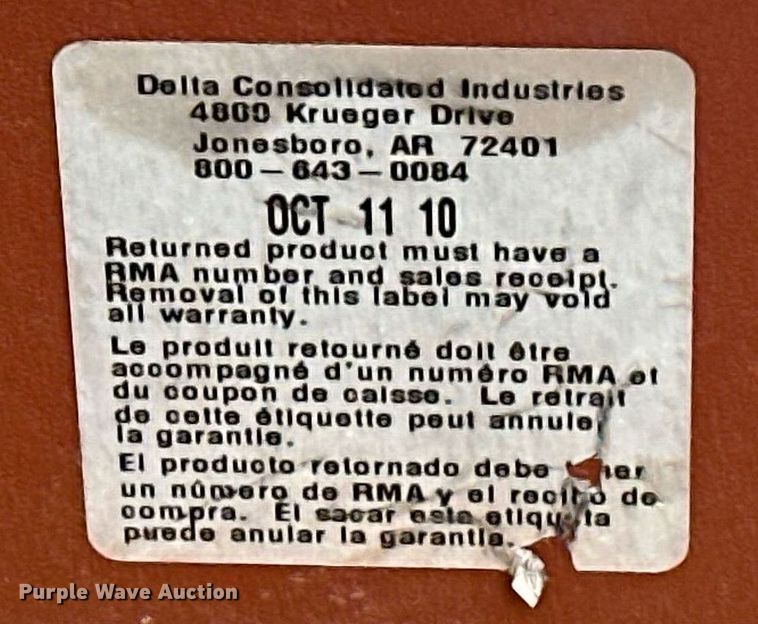 Delta Consolidated Industries
4800 Krueger Drive
Jonesboro, AR 72401
800-643-0084
OCT 11 10
Returned product must have a
RMA number and sales receipt.
Removal of this label may void
all warranty.
Le produit retourné doit être
accompagné d'un numéro RMA et
du coupon de caisse. Le retrait
de cette étiquette peut annule
la garantie.
El producto retornado debe
un número de RMA y el recibo de
compra. El sacar esta etiqueta
puede anular la garantia.
Purple Wave Auction